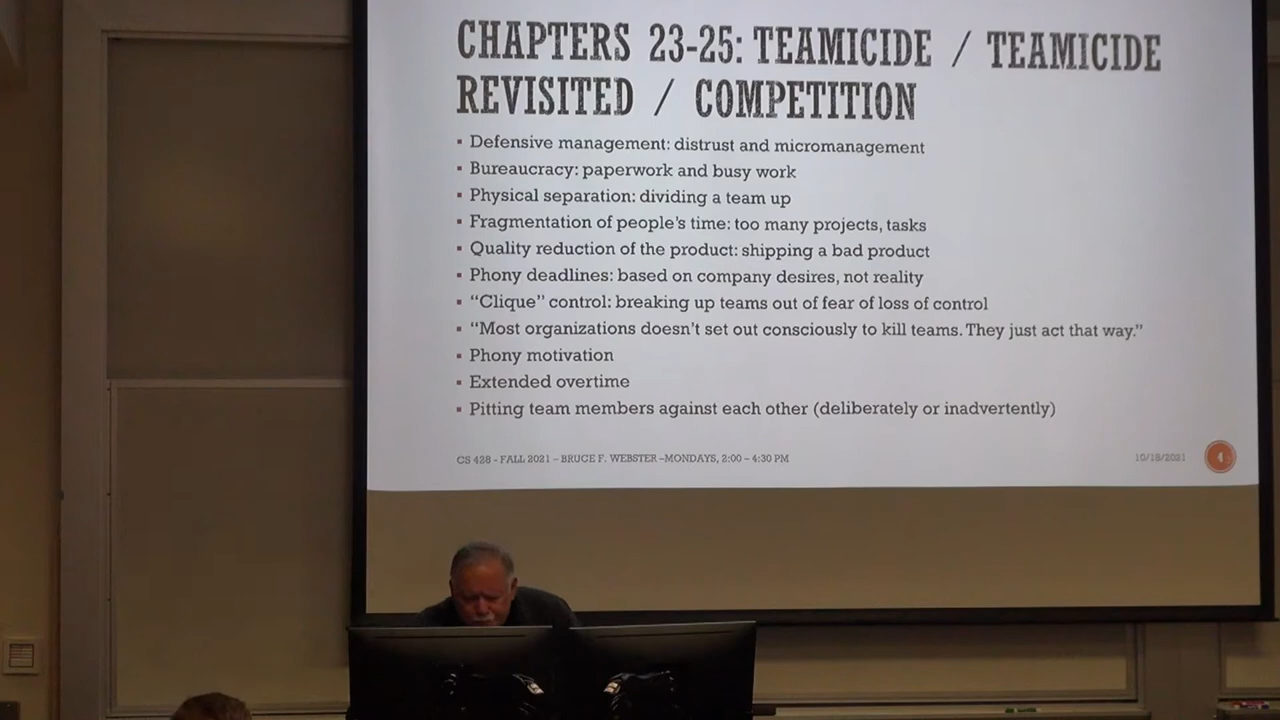 CHAPTERS 23-25: TEAMICIDE / TEAMICIDE
REVISITED / COMPETITION
▪ Defensive management: distrust and micromanagement
▪ Bureaucracy: paperwork and busy work
▪ Physical separation: dividing a team up
▪ Fragmentation of people's time: too many projects, tasks
▪ Quality reduction of the product: shipping a bad product
▪ Phony deadlines: based on company desires, not reality
▪ "Clique" control: breaking up teams out of fear of loss of control
▪ "Most organizations doesn't set out consciously to kill teams. They just act that way."
▪ Phony motivation
▪ Extended overtime
▪ Pitting team members against each other (deliberately or inadvertently)
CS 428 - FALL 2021 – BRUCE F. WEBSTER –MONDAYS, 2:00 – 4:30 PM
10/18/2021